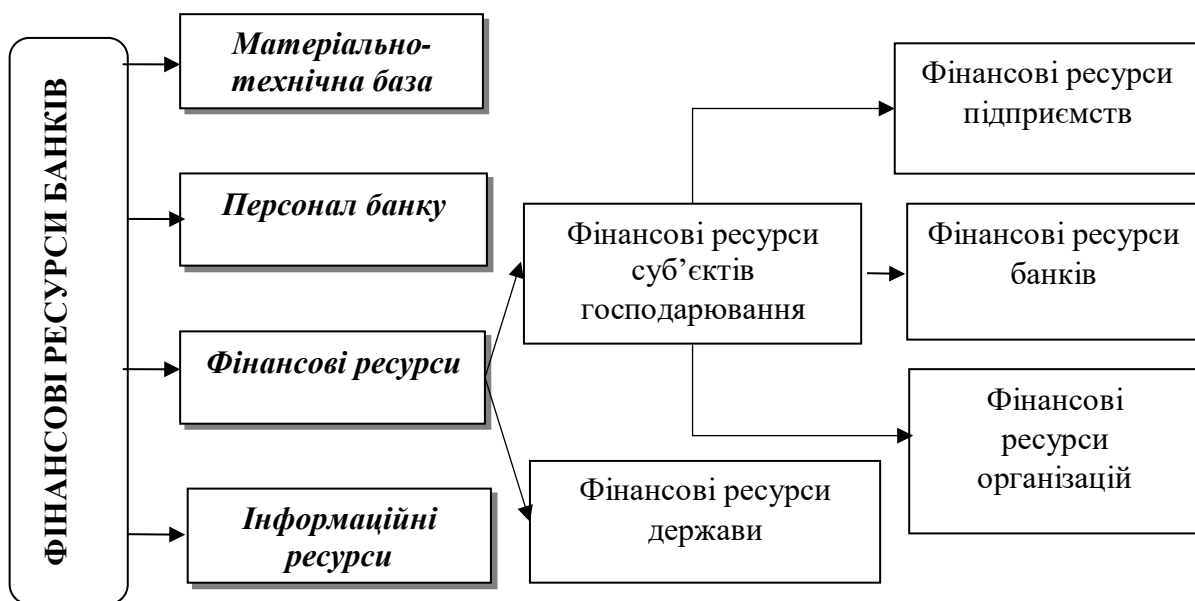 ФІНАНСОВІ РЕСУРСИ БАНКІВ
Матеріально-
технічна база
Персонал банку
Фінансові ресурси
Інформаційні
ресурси
Фінансові ресурси
суб’єктів
господарювання
Фінансові ресурси
держави
Фінансові ресурси
підприємств
Фінансові ресурси
банків
Фінансові
ресурси
організацій